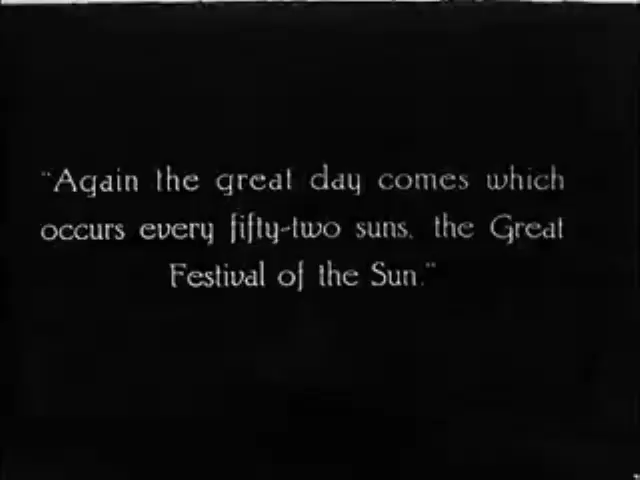 "Again the great day comes which
occurs every fifty-two suns, the Great
Festival of the Sun."